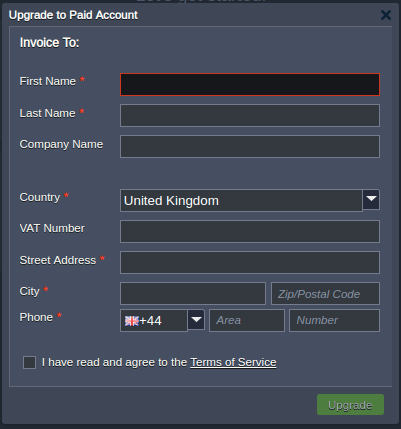 Upgrade to Paid Account
Invoice To:
First Name *
Last Name *
Company Name
Country * United Kingdom
VAT Number
Street Address *
City * Zip/Postal Code
Phone * +44 Area Number
I have read and agree to the Terms of Service
Upgrade